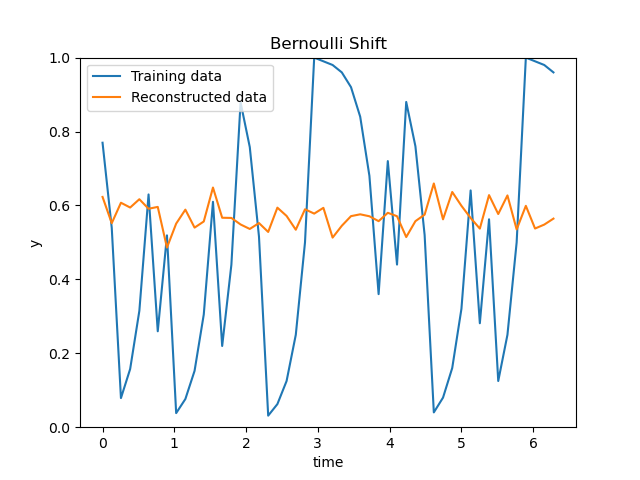 Bernoulli Shift
Training data
Reconstructed data
1.0
0.8
0.6
0.4
0.2
0.0
y
0 1 2 3 4 5 6
time